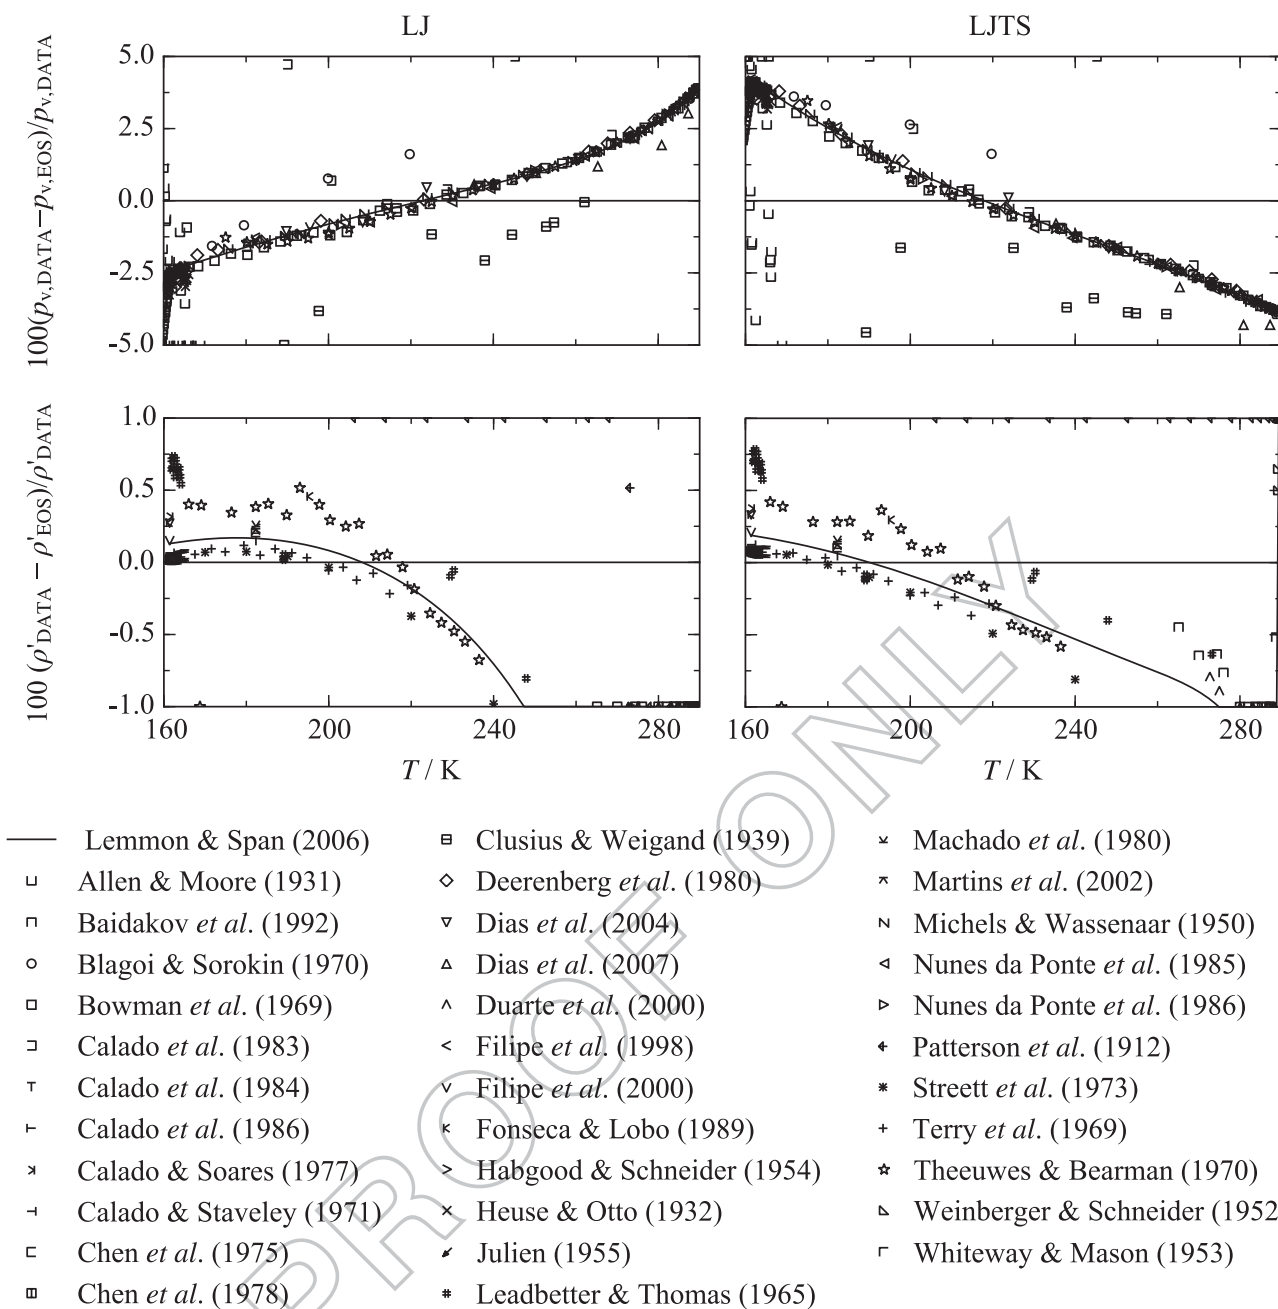 LJ
LJTS
100(pv,DATA−pv,EOS)/pv,DATA
5.0
2.5
0.0
-2.5
-5.0
100 (ρ'DATA − ρ'EOS)/ρ'DATA
1.0
0.5
0.0
-0.5
-1.0
160 200 240 280
160 200 240 280
T / K
T / K
Lemmon & Span (2006)
Allen & Moore (1931)
Baidakov et al. (1992)
Blagoi & Sorokin (1970)
Bowman et al. (1969)
Calado et al. (1983)
Calado et al. (1984)
Calado et al. (1986)
Calado & Soares (1977)
Calado & Staveley (1971)
Chen et al. (1975)
Chen et al. (1978)
Clusius & Weigand (1939)
Deerenberg et al. (1980)
Dias et al. (2004)
Dias et al. (2007)
Duarte et al. (2000)
Filipe et al. (1998)
Filipe et al. (2000)
Fonseca & Lobo (1989)
Habgood & Schneider (1954)
Heuse & Otto (1932)
Julien (1955)
Leadbetter & Thomas (1965)
Machado et al. (1980)
Martins et al. (2002)
Michels & Wassenaar (1950)
Nunes da Ponte et al. (1985)
Nunes da Ponte et al. (1986)
Patterson et al. (1912)
Streett et al. (1973)
Terry et al. (1969)
Theeuwes & Bearman (1970)
Weinberger & Schneider (1952
Whiteway & Mason (1953)
PROOF ONLY